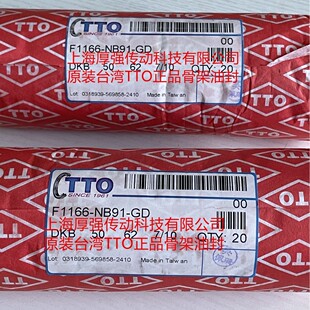 TTO
SINCE 1961
00
F1166-NB91-GD
上海厚强传动科技有限公司
原装台湾TTO正品骨架油封
DKB 50 62 7/10 QTY: 20
Lot: 0318939-569858-2410 Made in Taiwan
TTO
SINCE 1961
00
F1166-NB91-GD
上海厚强传动科技有限公司
原装台湾TTO正品骨架油封
DKB 50 62 7/10 QTY: 20
Lot: 0318939-569858-2410 Made in Taiwan